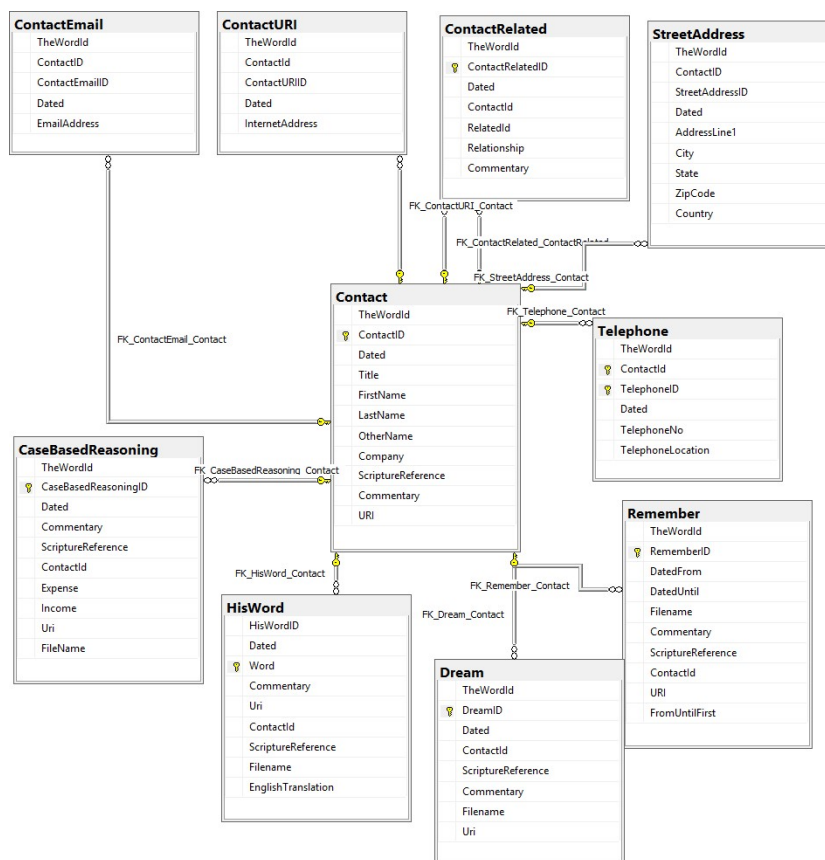 ContactEmail
TheWordId
ContactID
ContactEmailID
Dated
EmailAddress
ContactURI
TheWordId
ContactId
ContactURIID
Dated
InternetAddress
ContactRelated
TheWordId
ContactRelatedID
Dated
ContactId
RelatedId
Relationship
Commentary
StreetAddress
TheWordId
ContactID
StreetAddressID
Dated
AddressLine1
City
State
ZipCode
Country
FK_ContactURI_Contact
FK_ContactRelated_ContactRelated
FK_StreetAddress_Contact
FK_Telephone_Contact
FK_ContactEmail_Contact
Contact
TheWordId
ContactID
Dated
Title
FirstName
LastName
OtherName
Company
ScriptureReference
Commentary
URI
Telephone
TheWordId
ContactId
TelephoneID
Dated
TelephoneNo
TelephoneLocation
CaseBasedReasoning
TheWordId
CaseBasedReasoningID
Dated
Commentary
ScriptureReference
ContactId
Expense
Income
Uri
FileName
FK_CaseBasedReasoning_Contact
FK_HisWord_Contact
FK_Remember_Contact
FK_Dream_Contact
Remember
TheWordId
RememberID
DatedFrom
DatedUntil
Filename
Commentary
ScriptureReference
ContactId
URI
FromUntilFirst
HisWord
HisWordID
Dated
Word
Commentary
Uri
ContactId
ScriptureReference
Filename
EnglishTranslation
Dream
TheWordId
DreamID
Dated
ContactId
ScriptureReference
Commentary
Filename
Uri